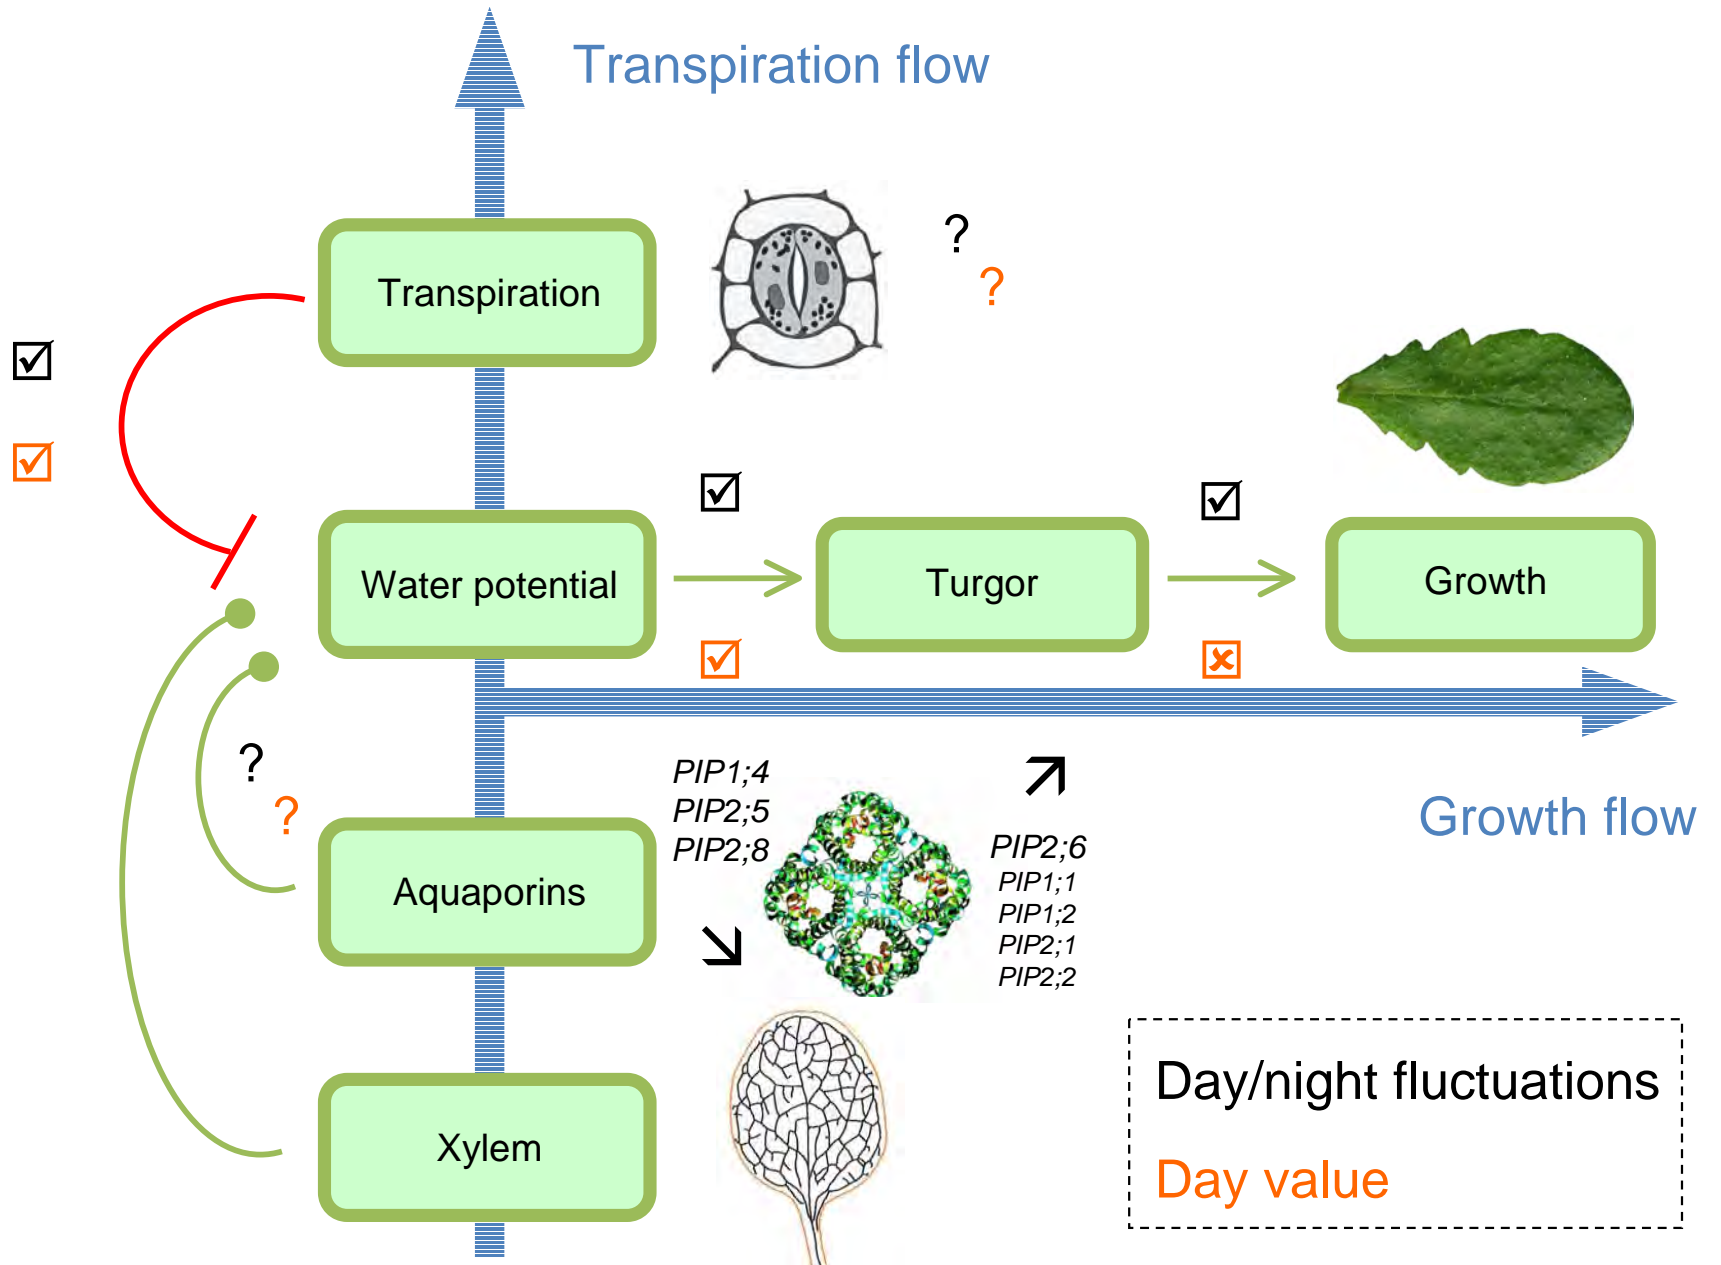 Transpiration flow
?
?
Transpiration
Water potential
Turgor
Growth
Growth flow
?
?
PIP1;4
PIP2;5
PIP2;8
PIP2;6
PIP1;1
PIP1;2
PIP2;1
PIP2;2
Aquaporins
Xylem
Day/night fluctuations
Day value